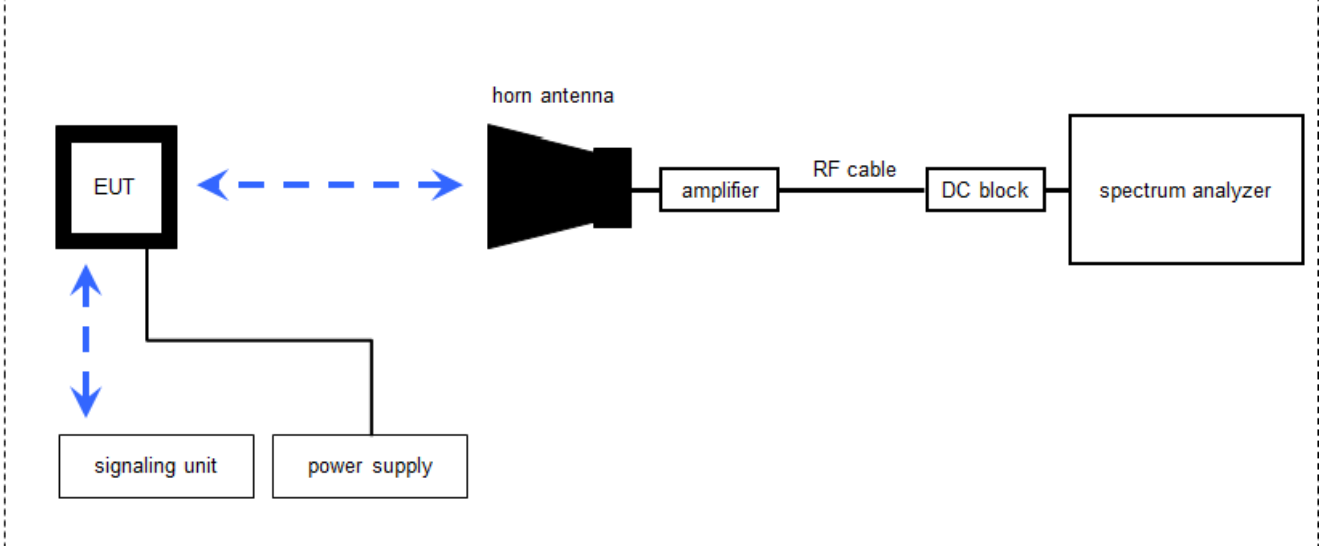 horn antenna
EUT
amplifier
RF cable
DC block
spectrum analyzer
signaling unit
power supply